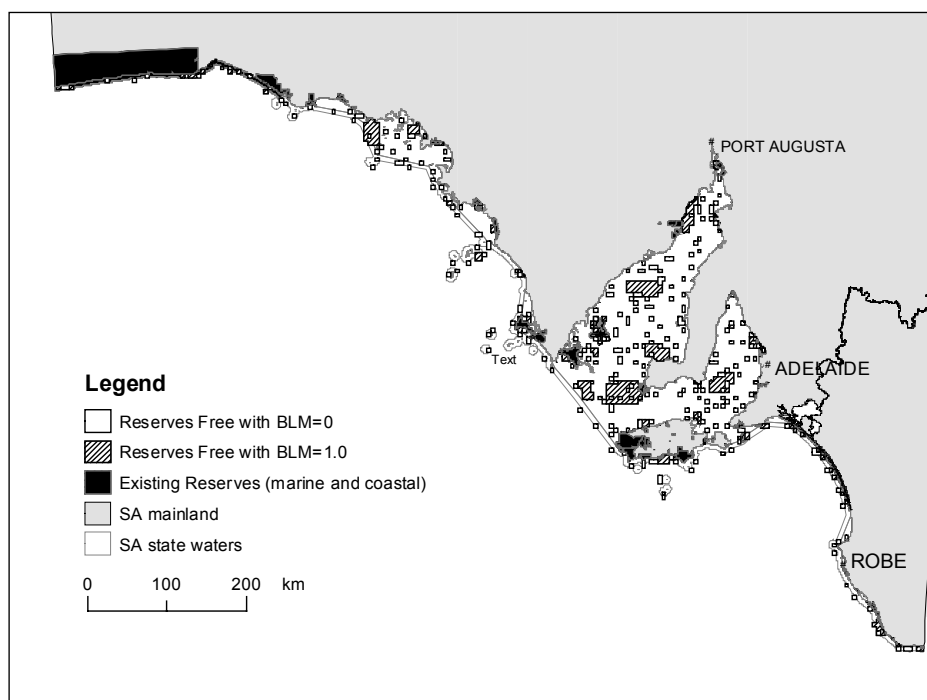 # PORT AUGUSTA
Text
# ADELAIDE
Legend
Reserves Free with BLM=0
Reserves Free with BLM=1.0
Existing Reserves (marine and coastal)
SA mainland
SA state waters
0 100 200 km
ROBE